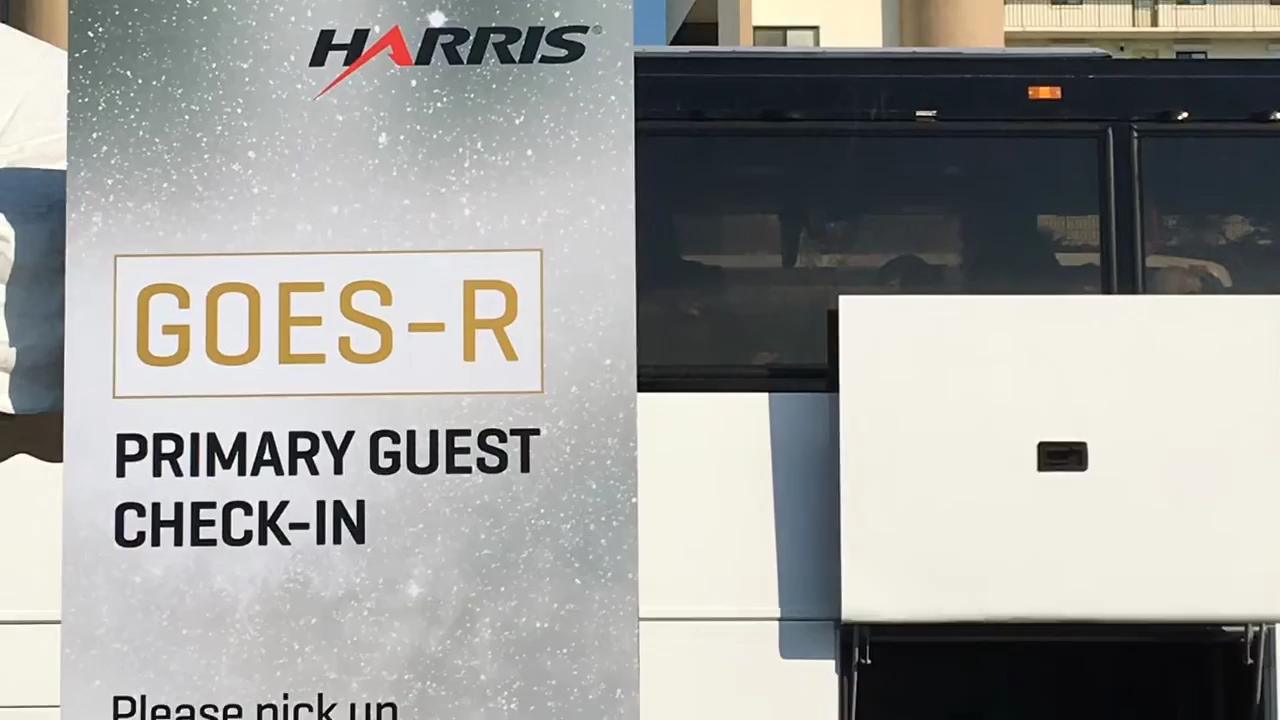 HARRIS
GOES-R
PRIMARY GUEST
CHECK-IN
Please pick up